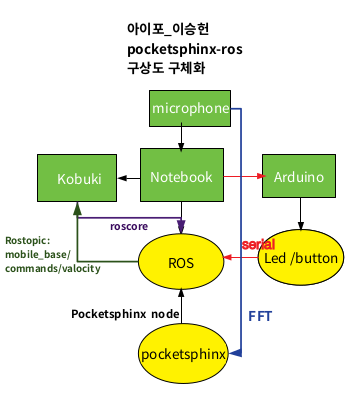 아이포_이승헌
pocketsphinx-ros
구상도 구체화
microphone
Kobuki
Notebook
Arduino
roscore
Rostopic:
mobile_base/
commands/valocity
serial
ROS
Led /button
Pocketsphinx node
FFT
pocketsphinx